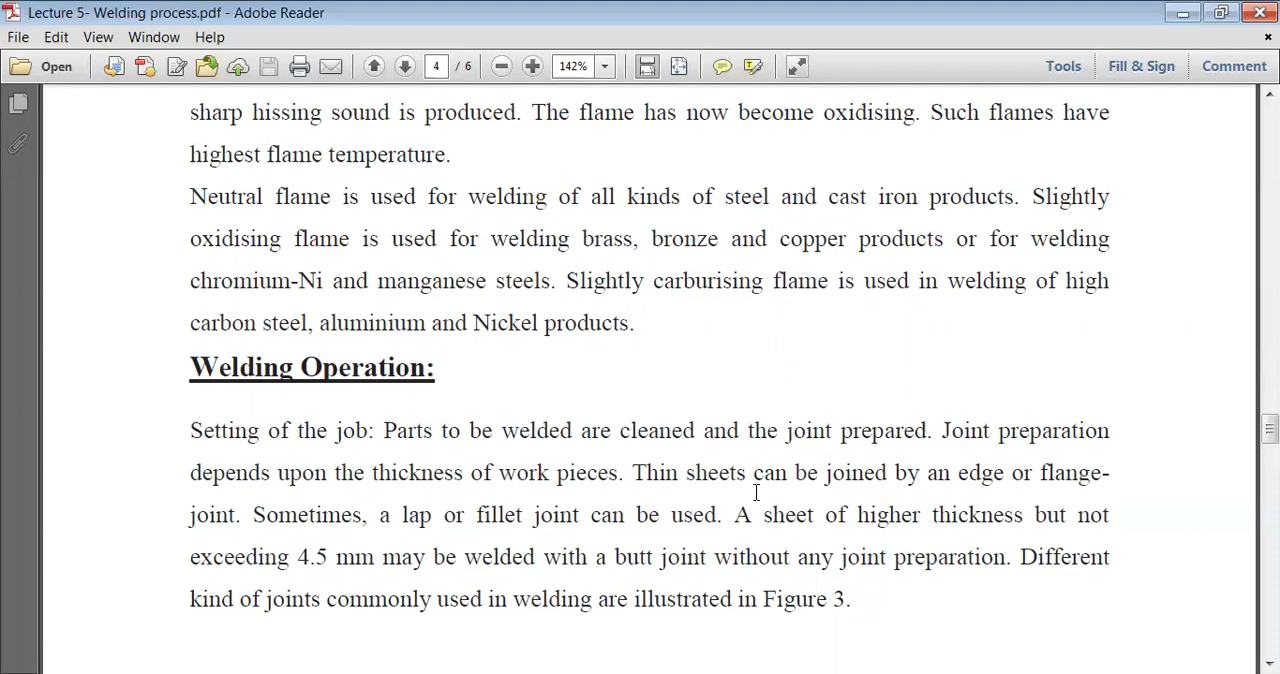 Lecture 5- Welding process.pdf - Adobe Reader
File Edit View Window Help
Open 4 / 6 142% Tools Fill & Sign Comment
sharp hissing sound is produced. The flame has now become oxidising. Such flames have
highest flame temperature.
Neutral flame is used for welding of all kinds of steel and cast iron products. Slightly
oxidising flame is used for welding brass, bronze and copper products or for welding
chromium-Ni and manganese steels. Slightly carburising flame is used in welding of high
carbon steel, aluminium and Nickel products.
Welding Operation:
Setting of the job: Parts to be welded are cleaned and the joint prepared. Joint preparation
depends upon the thickness of work pieces. Thin sheets can be joined by an edge or flange-
joint. Sometimes, a lap or fillet joint can be used. A sheet of higher thickness but not
exceeding 4.5 mm may be welded with a butt joint without any joint preparation. Different
kind of joints commonly used in welding are illustrated in Figure 3.